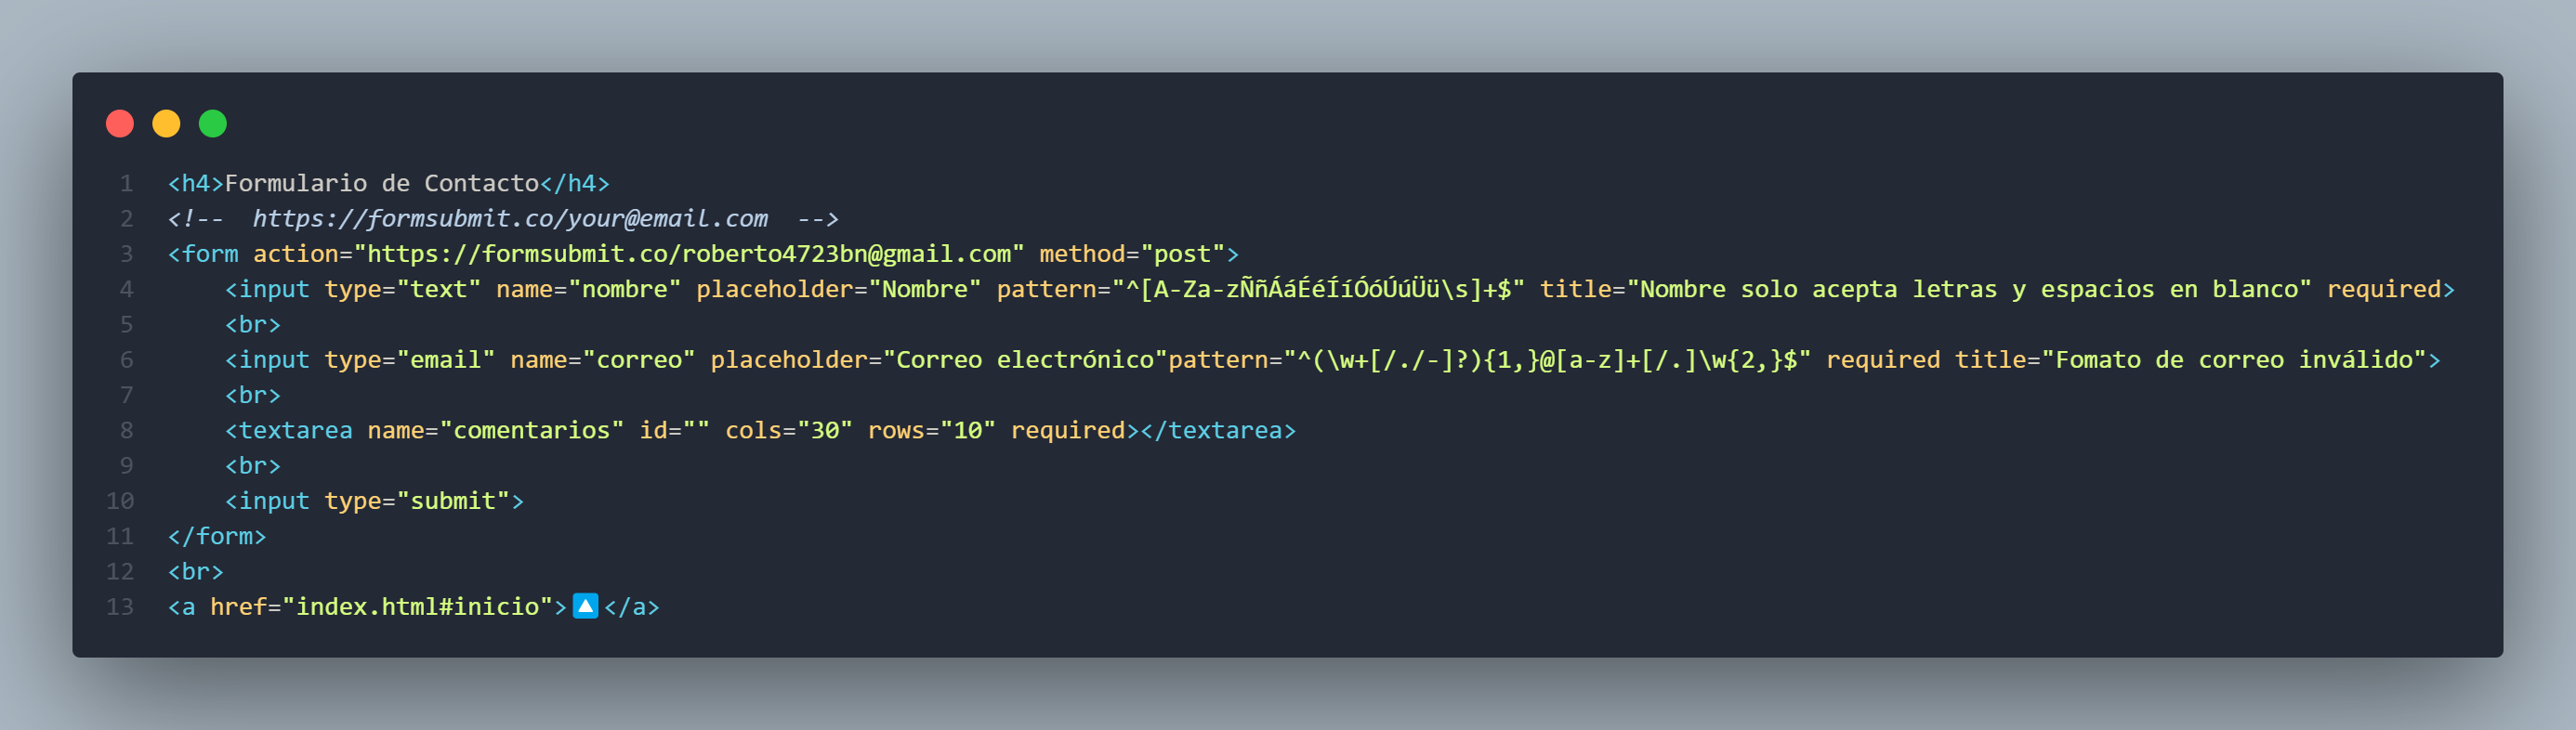 1 <h4>Formulario de Contacto</h4>
2 <!--  https://formsubmit.co/your@email.com  -->
3 <form action="https://formsubmit.co/roberto4723bn@gmail.com" method="post">
4     <input type="text" name="nombre" placeholder="Nombre" pattern="^[A-Za-zÑñÁáÉéÍíÓóÚúÜü\s]+$" title="Nombre solo acepta letras y espacios en blanco" required>
5     <br>
6     <input type="email" name="correo" placeholder="Correo electrónico"pattern="^(\w+[/./-]?){1,}@[a-z]+[/.]\w{2,}$" required title="Fomato de correo inválido">
7     <br>
8     <textarea name="comentarios" id="" cols="30" rows="10" required></textarea>
9     <br>
10     <input type="submit">
11 </form>
12 <br>
13 <a href="index.html#inicio">🔼</a>